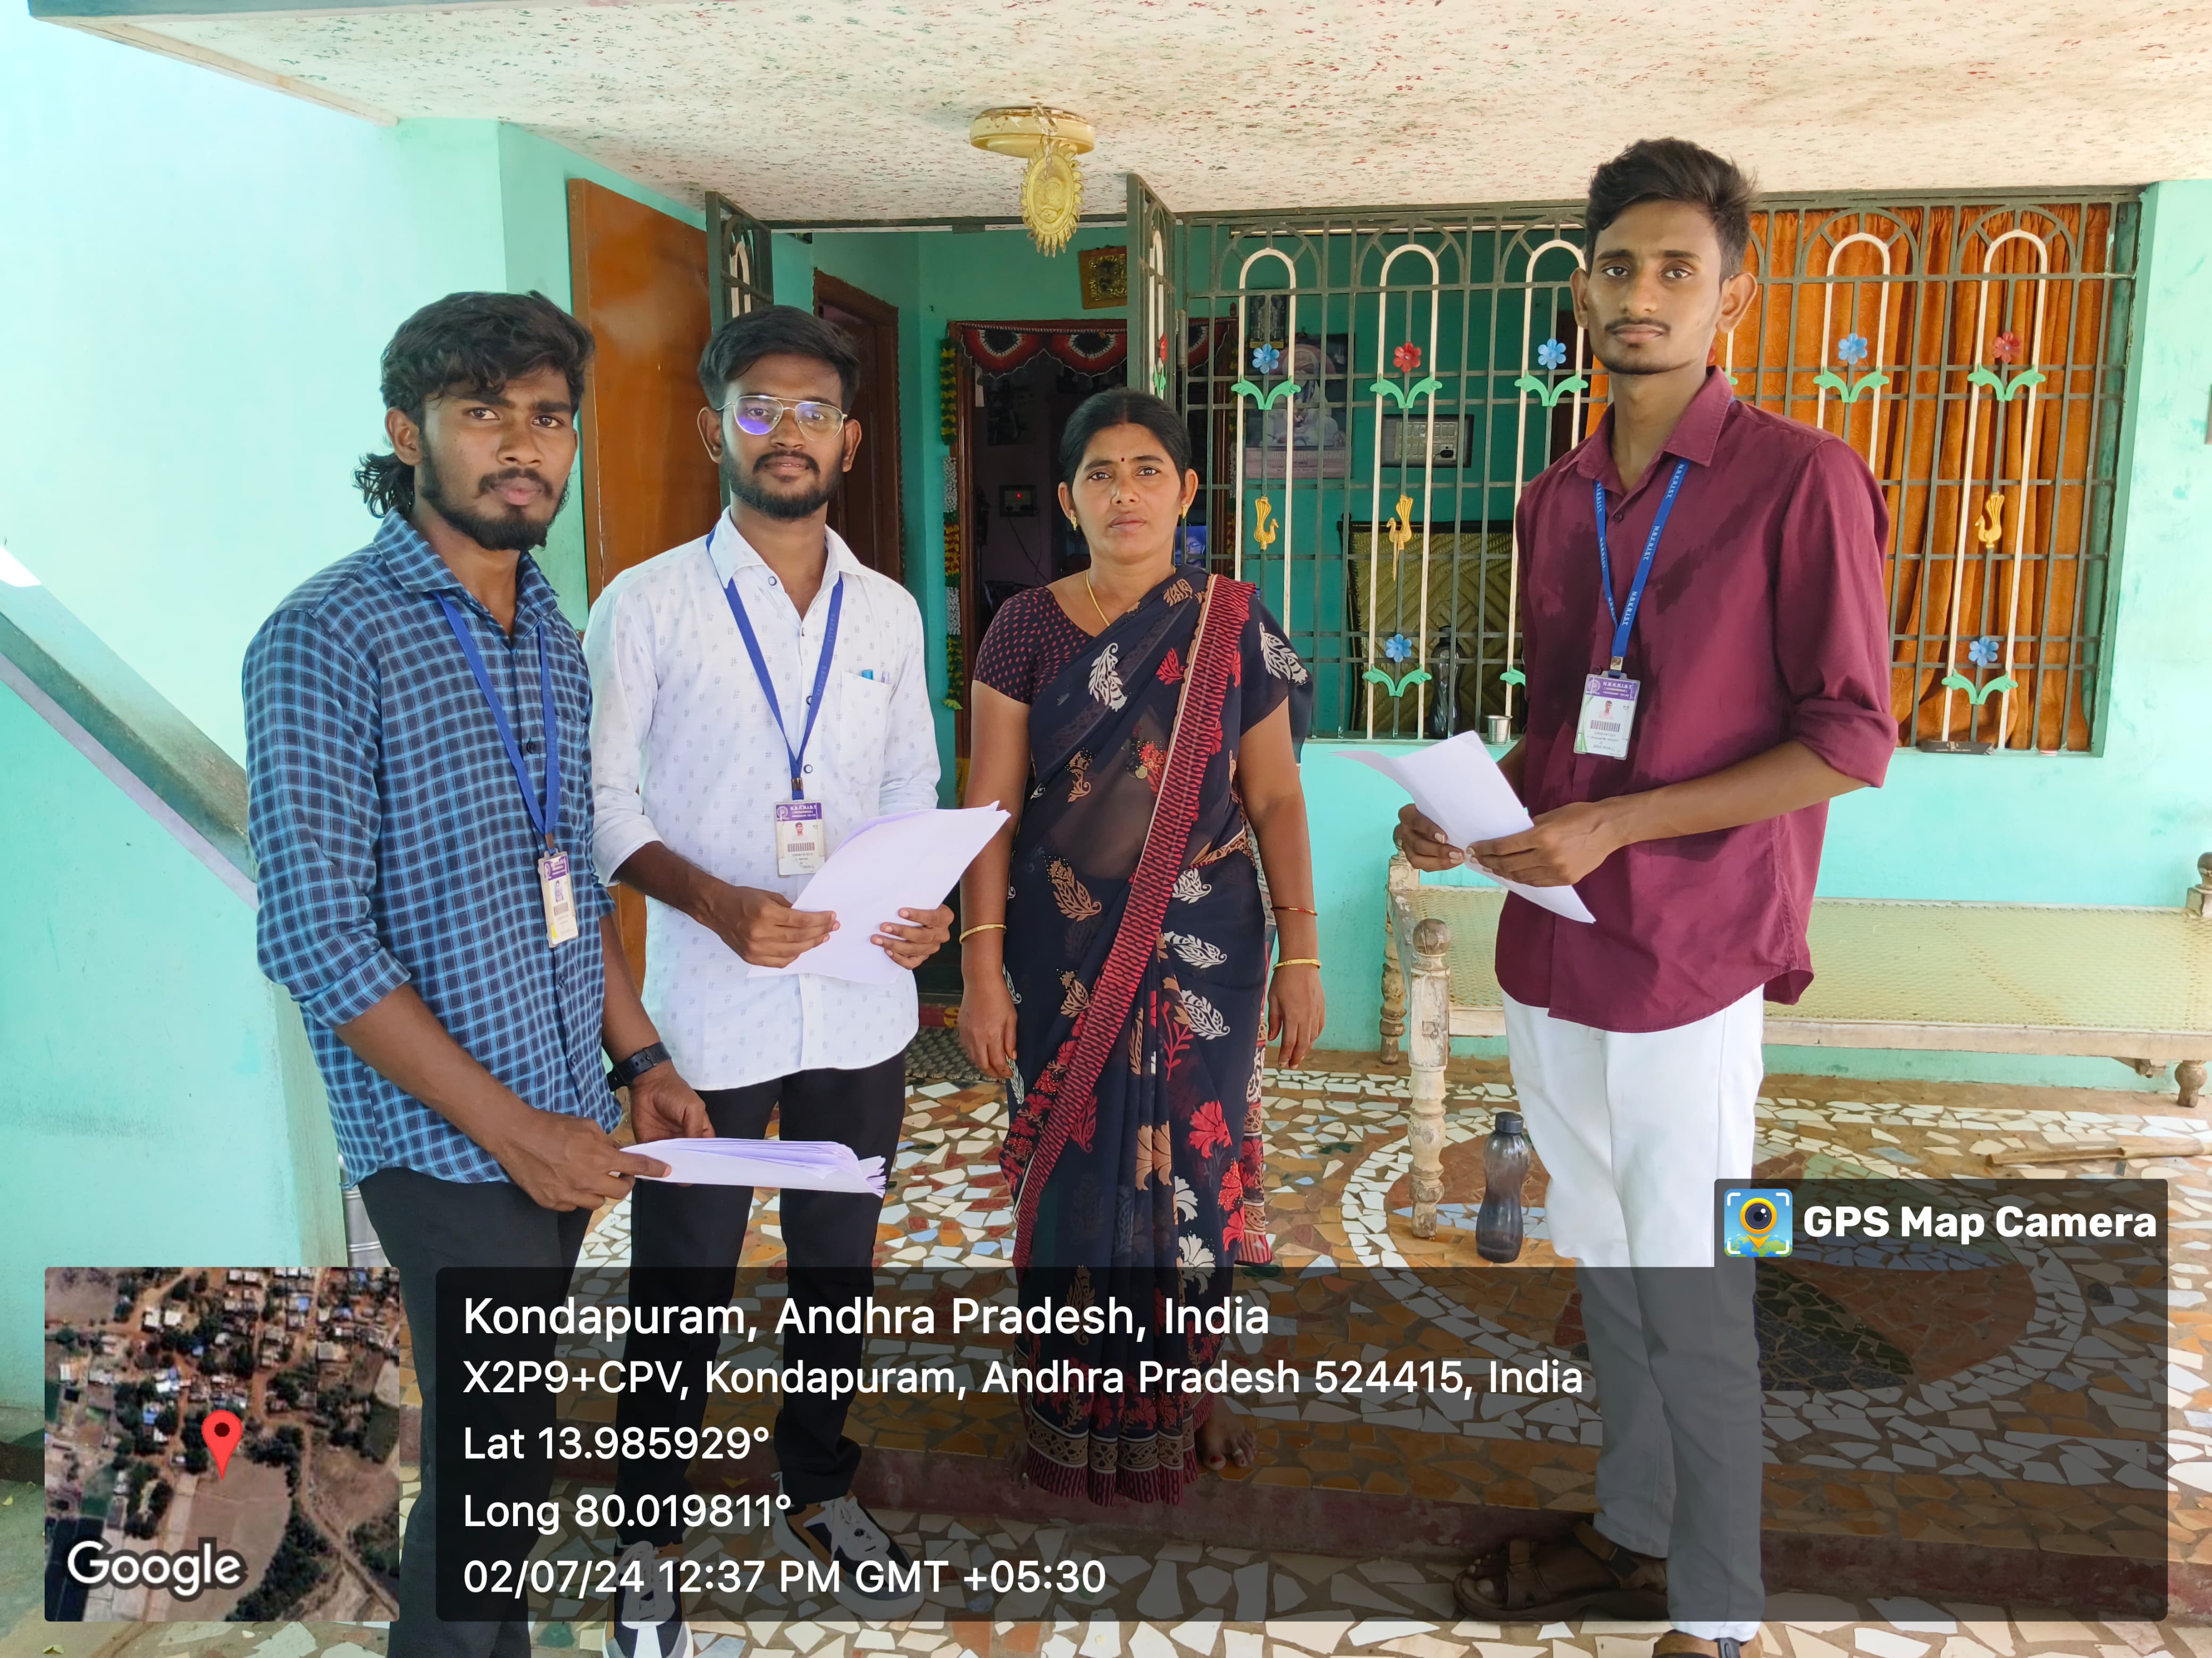 N.B.K.R.I.S.T
N.B.K.R.I.S.T
GPS Map Camera
Kondapuram, Andhra Pradesh, India
X2P9+CPV, Kondapuram, Andhra Pradesh 524415, India
Lat 13.985929°
Long 80.019811°
02/07/24 12:37 PM GMT +05:30
Google